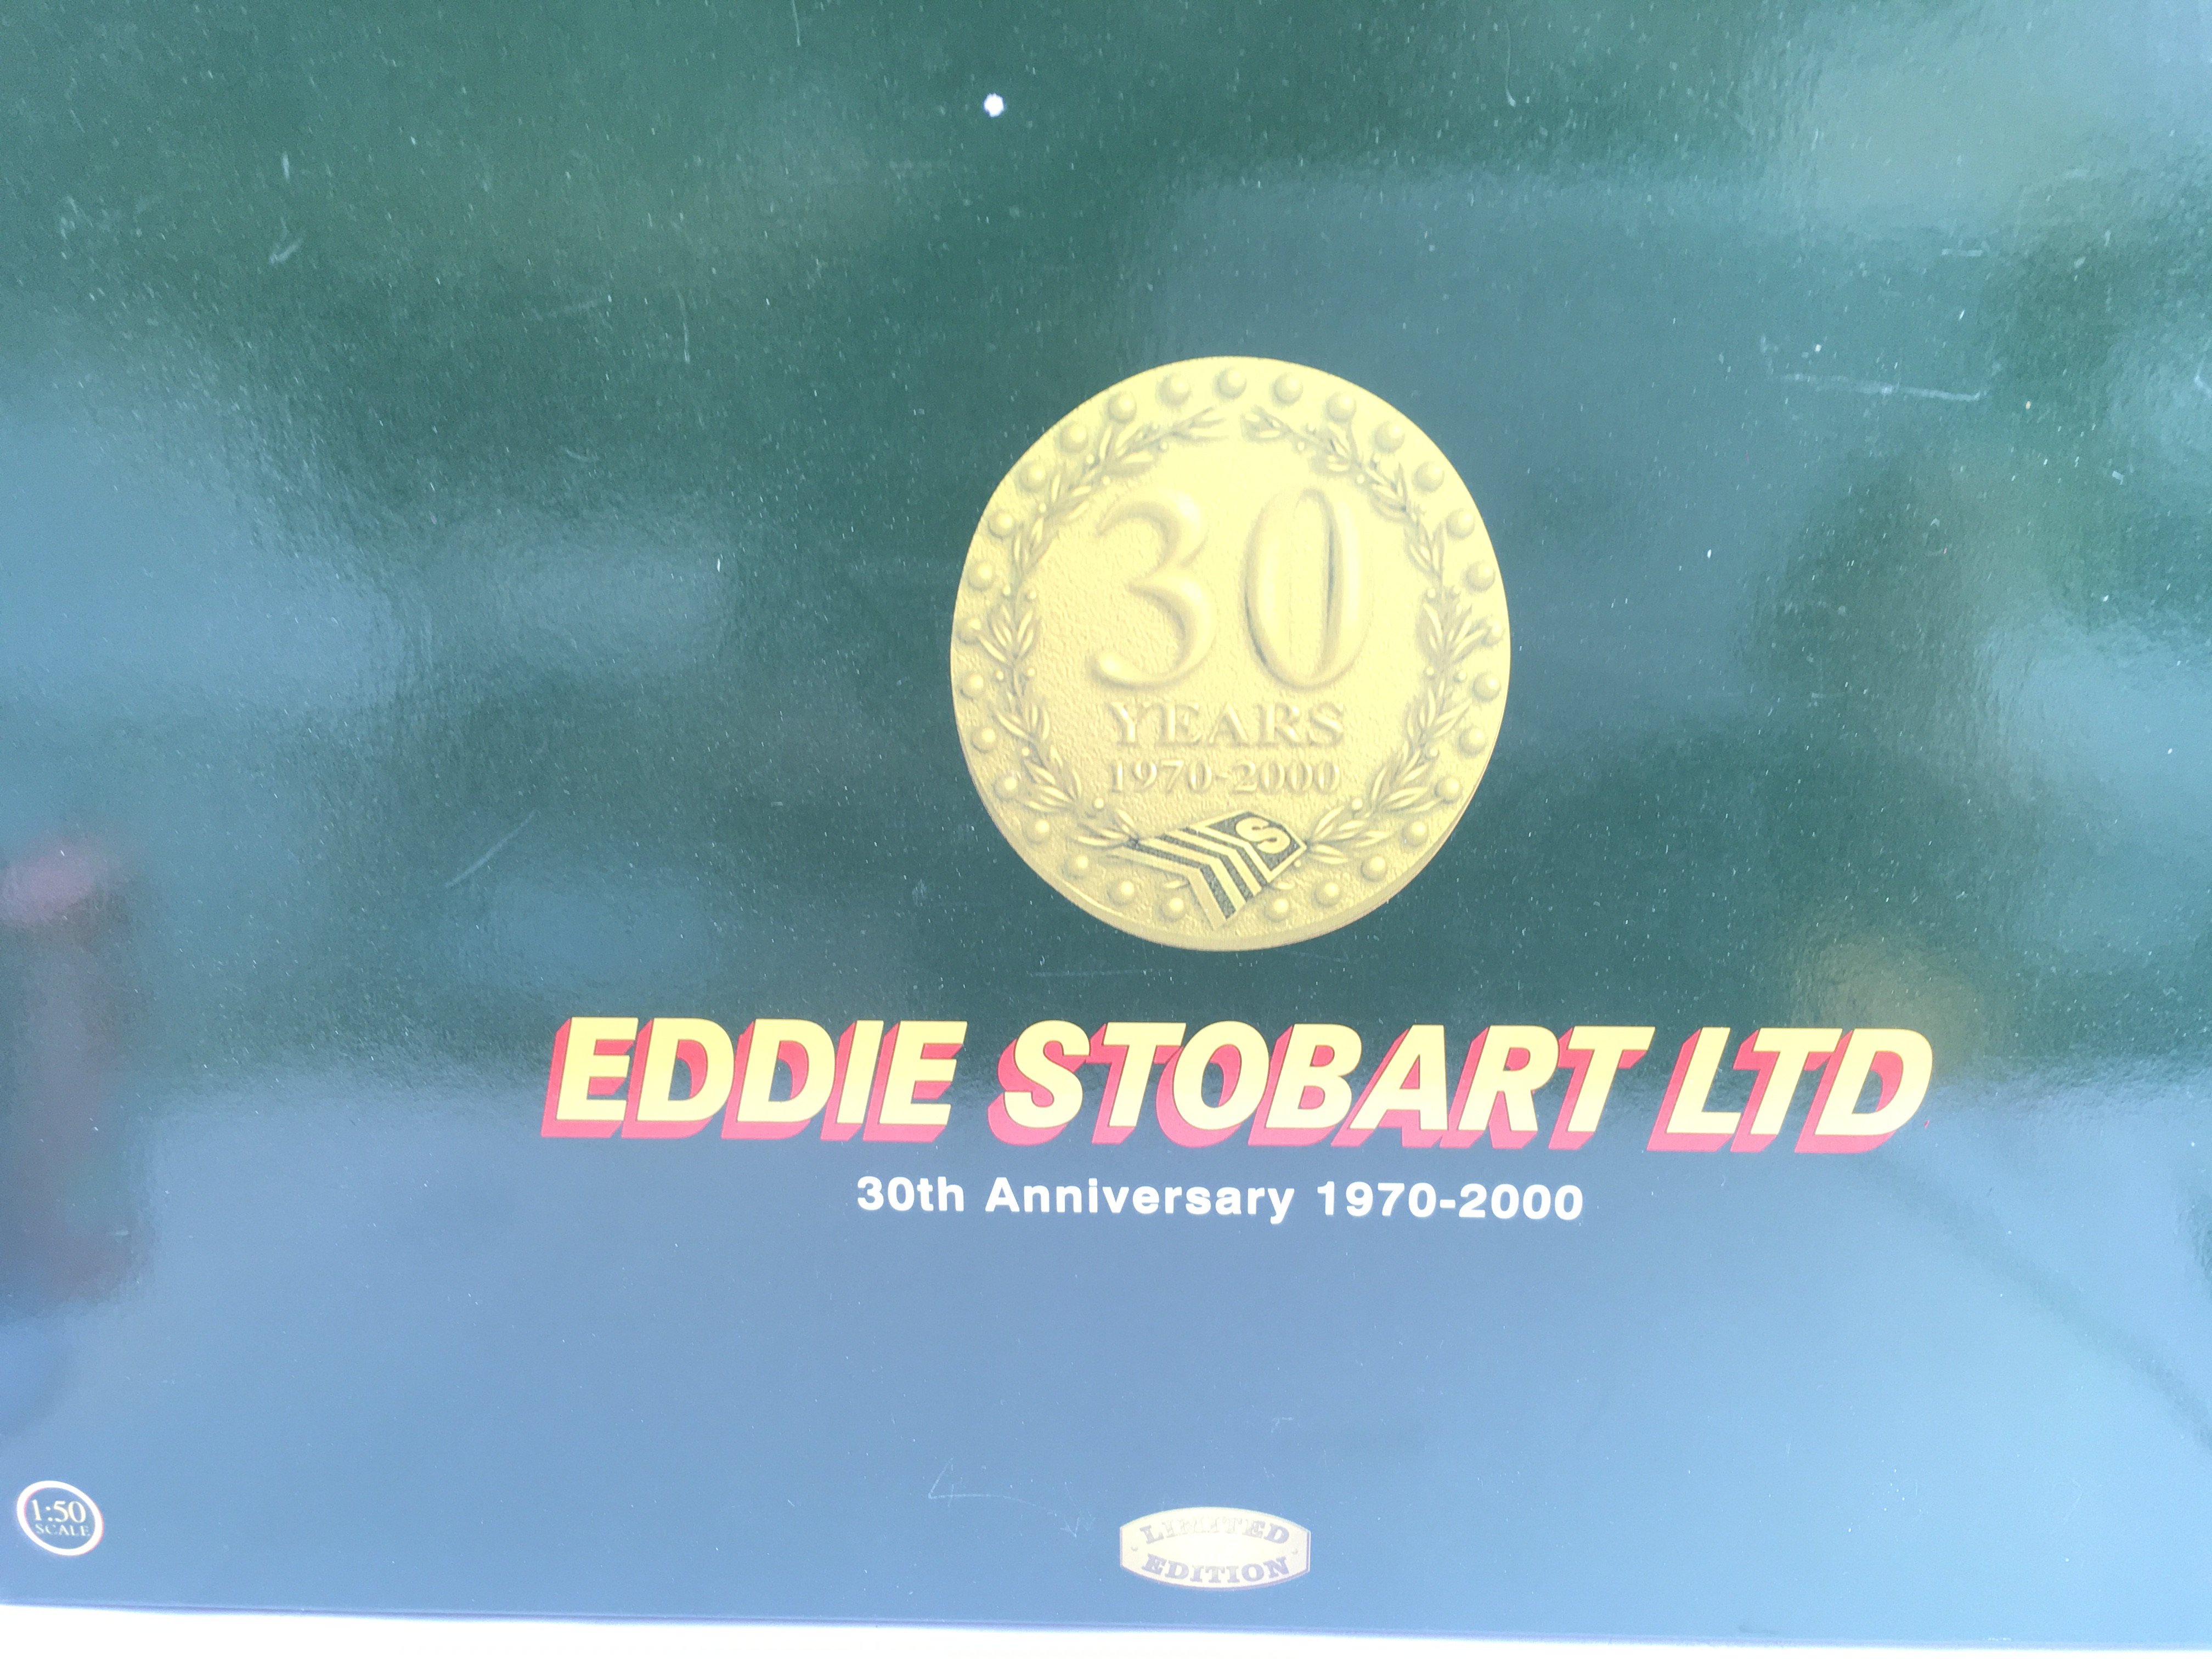 30
YEARS
1970-2000
S
EDDIE STOBART LTD
30th Anniversary 1970-2000
1:50
SCALE
LIMITED
EDITION